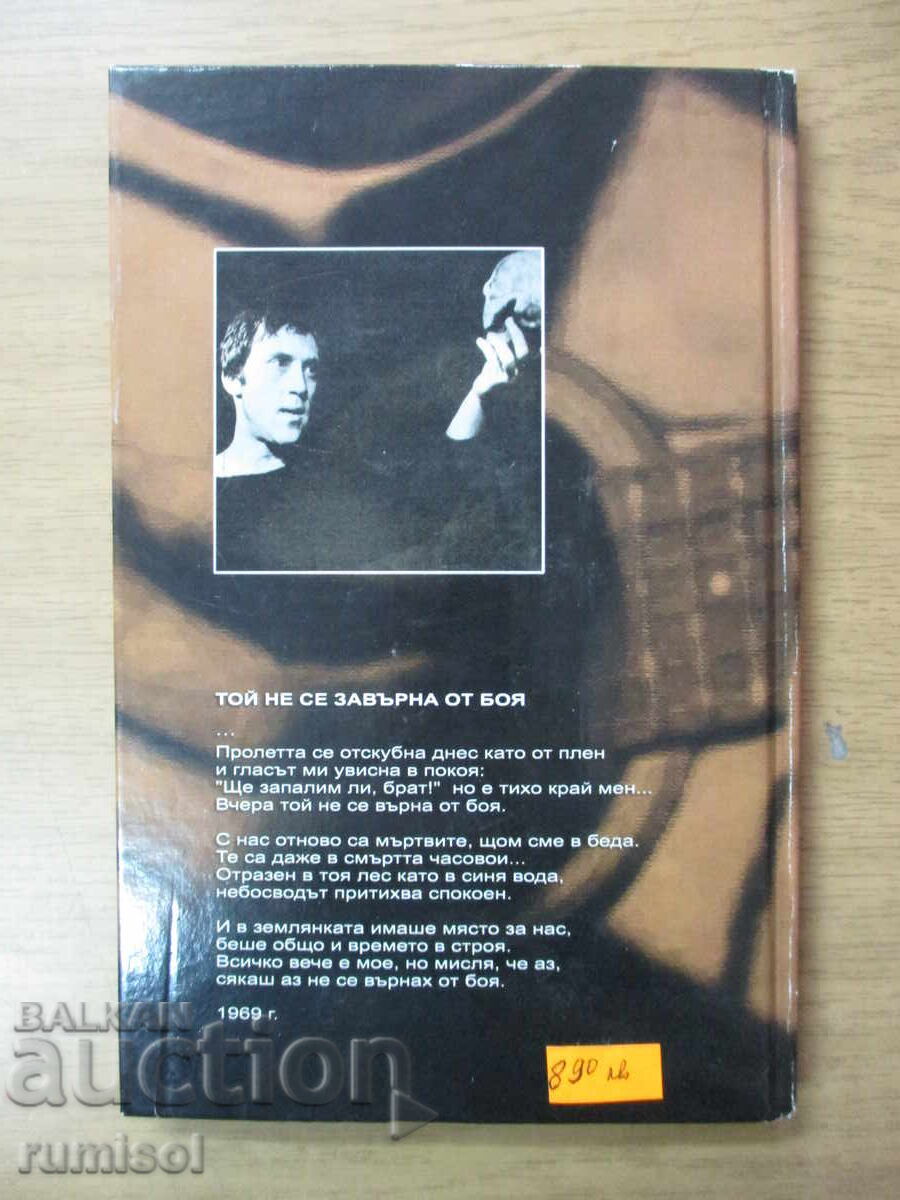 ТОЙ НЕ СЕ ЗАВЪРНА ОТ БОЯ
...
Пролетта се отскубна днес като от плен
и гласът ми увисна в покоя:
"Ще запалим ли, брат!" но е тихо край мен...
Вчера той не се върна от боя.
С нас отново са мъртвите, щом сме в беда.
Те са даже в смъртта часовои...
Отразен в тоя лес като в синя вода,
небосводът притихва спокоен.
И в землянката имаше място за нас,
беше общо и времето в строя.
Всичко вече е мое, но мисля, че аз,
сякаш аз не се върнах от боя.
1969 г.
890 лв
BALKAN
auction
rumisol